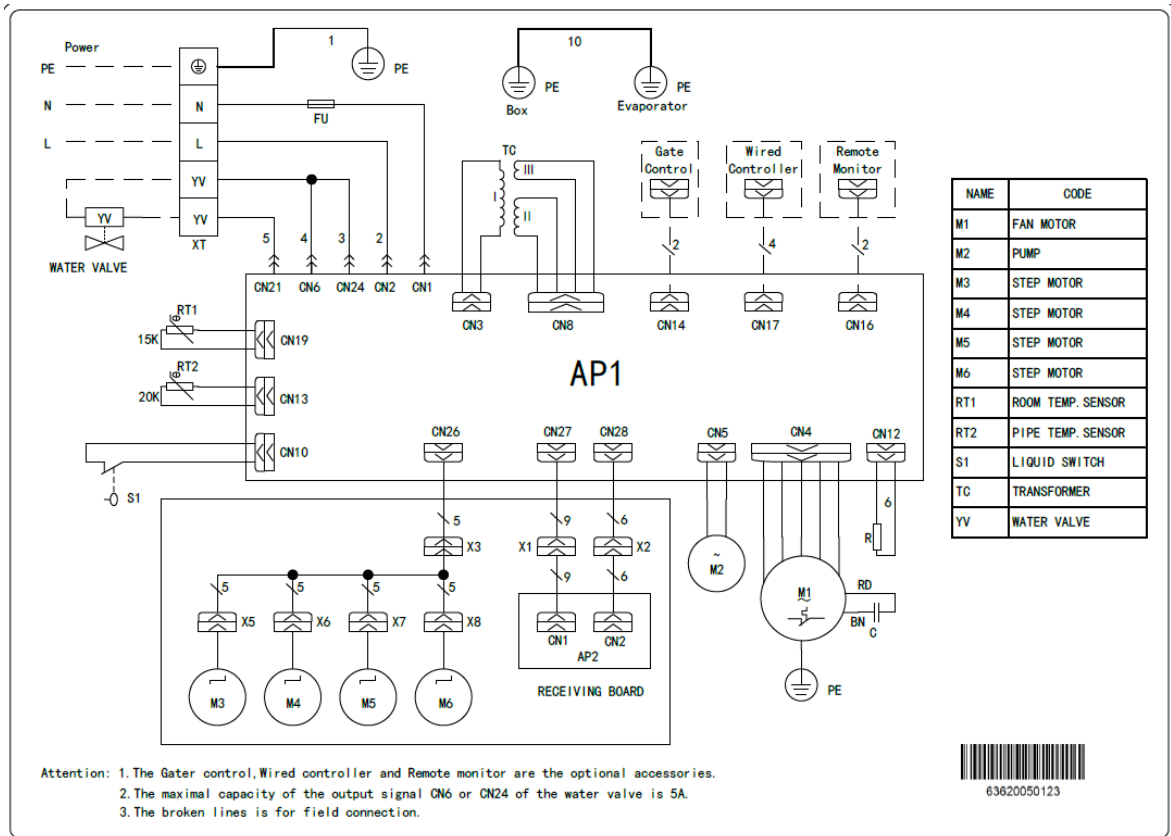 Power
PE
N
L
N
L
YV
YV
XT
YV
WATER VALVE
1
PE
FU
10
PE
PE
Box
Evaporator
TC
III
I
II
Gate
Control
Wired
Controller
Remote
Monitor
2
4
2
5
4
3
2
1
CN21
CN6
CN24
CN2
CN1
CN3
CN8
CN14
CN17
CN16
RT1
15K
CN19
RT2
20K
CN13
CN10
S1
AP1
CN26
CN27
CN28
CN5
CN4
CN12
5
9
6
X3
X1
X2
9
6
5
5
5
5
X5
X6
X7
X8
CN1
CN2
AP2
RECEIVING BOARD
M3
M4
M5
M6
~
M2
M1
~
6
R
RD
BN
C
PE
NAME CODE
M1 FAN MOTOR
M2 PUMP
M3 STEP MOTOR
M4 STEP MOTOR
M5 STEP MOTOR
M6 STEP MOTOR
RT1 ROOM TEMP. SENSOR
RT2 PIPE TEMP. SENSOR
S1 LIQUID SWITCH
TC TRANSFORMER
YV WATER VALVE
Attention: 1. The Gater control, Wired controller and Remote monitor are the optional accessories.
2. The maximal capacity of the output signal CN6 or CN24 of the water valve is 5A.
3. The broken lines is for field connection.
63620050123